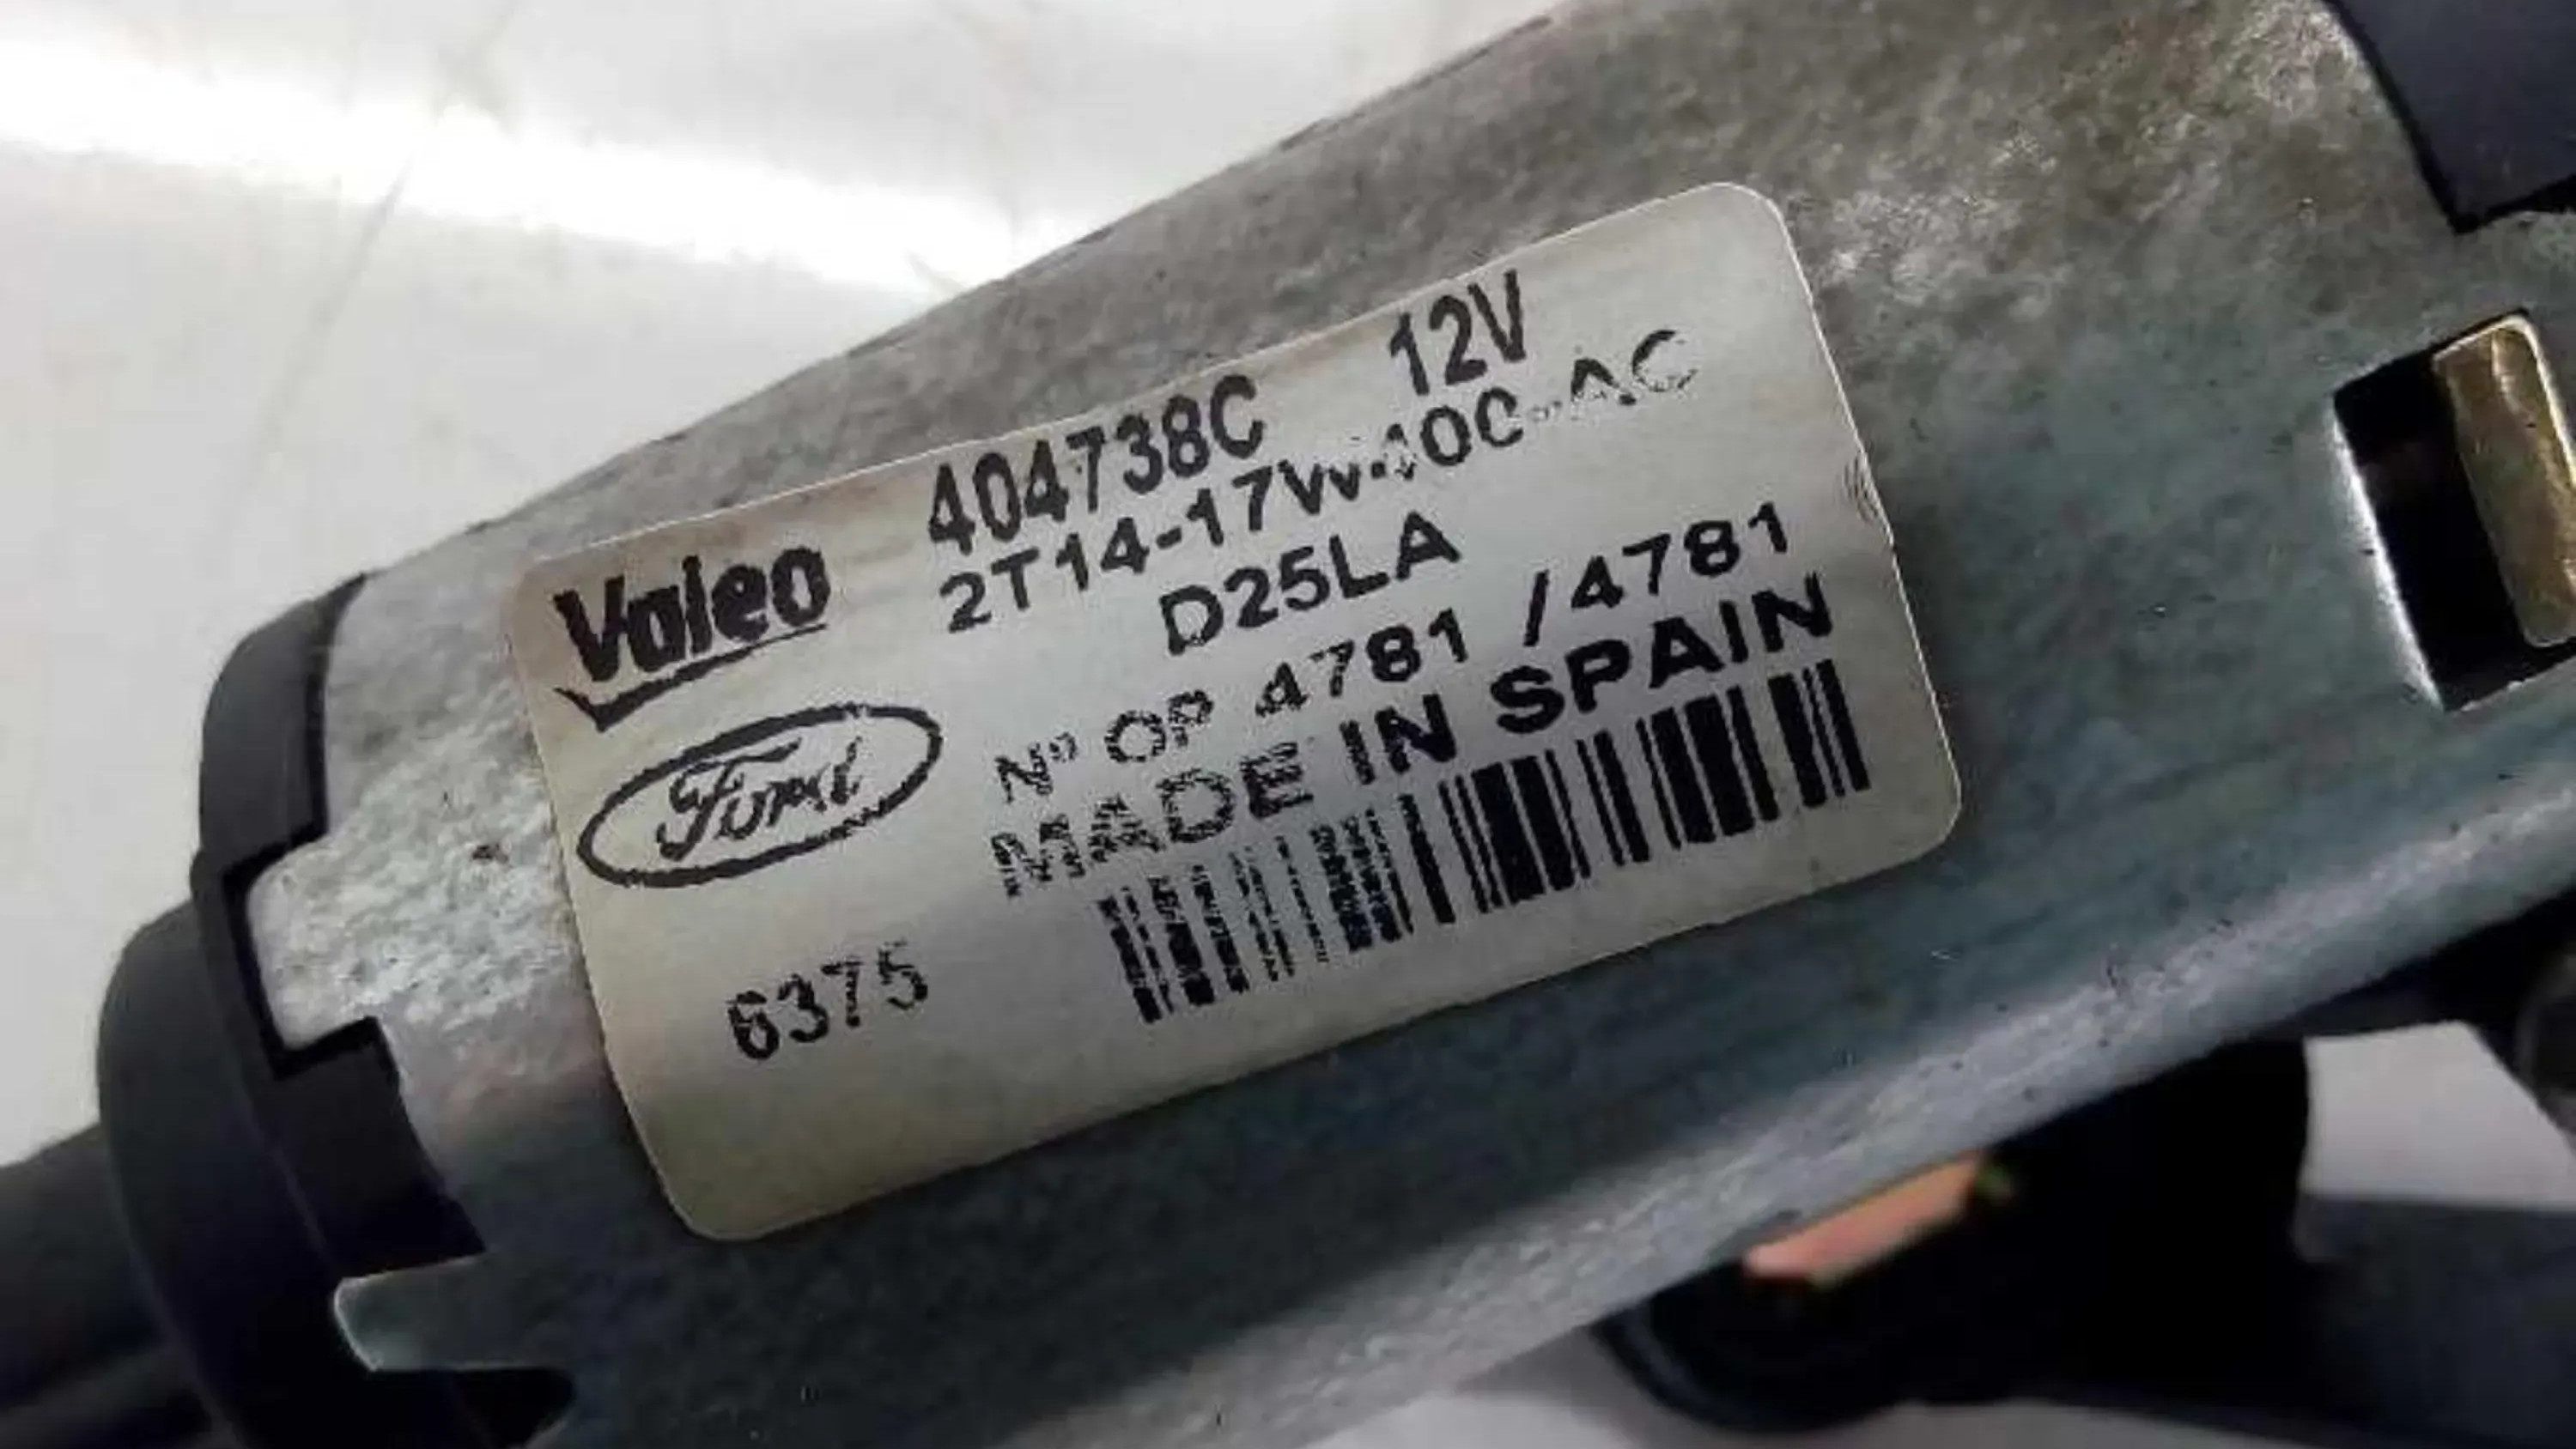 Valeo 404738C 12V
2T14-17W400-AC
D25LA
Ford
Nº OP 4781 /4781
MADE IN SPAIN
6375